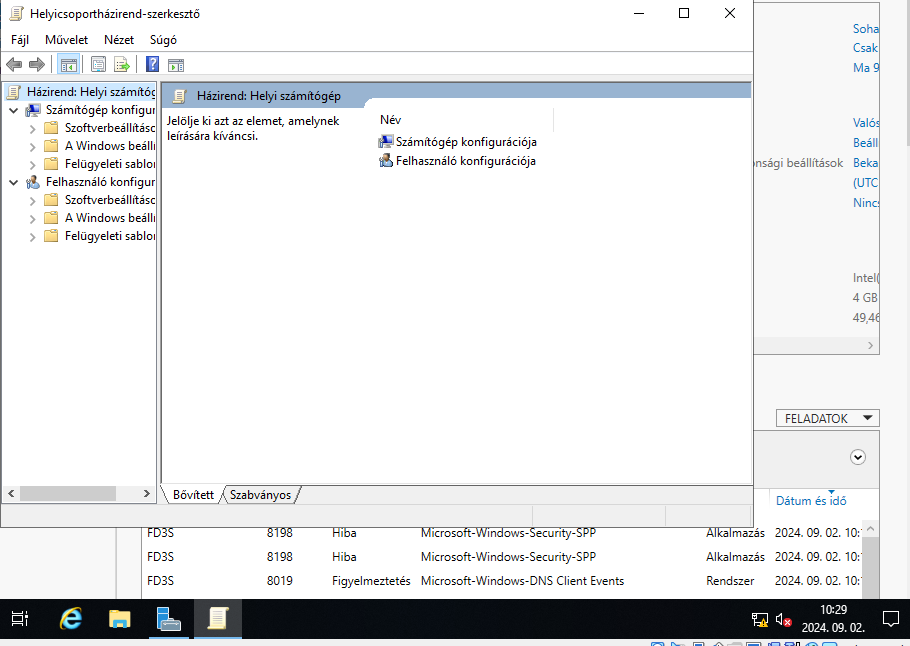 Helyicsoportházirend-szerkesztő
Fájl Művelet Nézet Súgó
Házirend: Helyi számítóg
Számítógép konfigur
Szoftverbeállítás
A Windows beáll
Felügyeleti sablo
Felhasználó konfigur
Szoftverbeállítás
A Windows beáll
Felügyeleti sablo
Házirend: Helyi számítógép
Jelölje ki azt az elemet, amelynek
leírására kíváncsi.
Név
Számítógép konfigurációja
Felhasználó konfigurációja
Bővített Szabványos
Soha
Csak
Ma 9
Valós
Beáll
nsági beállítások Beka
(UTC
Nincs
Intel(
4 GB
49,46
FELADATOK
Dátum és idő
FD3S 8198 Hiba Microsoft-Windows-Security-SPP Alkalmazás 2024. 09. 02. 10:
FD3S 8198 Hiba Microsoft-Windows-Security-SPP Alkalmazás 2024. 09. 02. 10:
FD3S 8019 Figyelmeztetés Microsoft-Windows-DNS Client Events Rendszer 2024. 09. 02. 10:
10:29
2024. 09. 02.